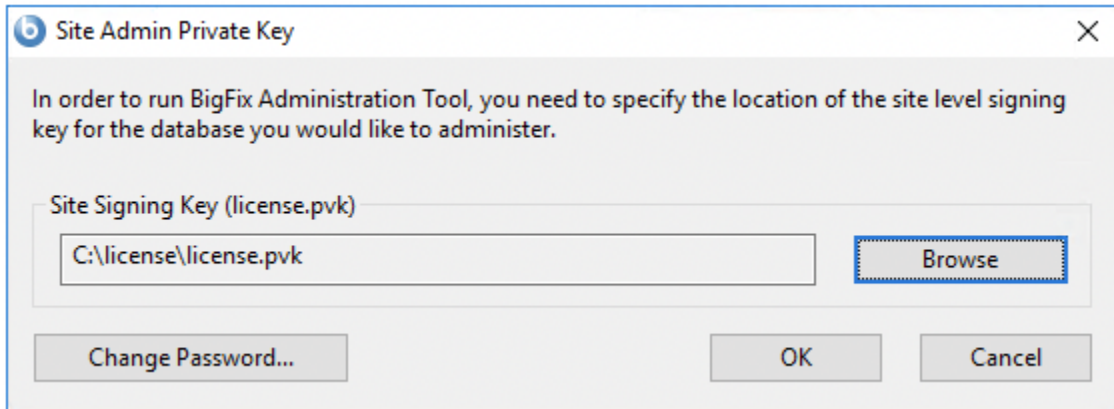 Site Admin Private Key
In order to run BigFix Administration Tool, you need to specify the location of the site level signing
key for the database you would like to administer.
Site Signing Key (license.pvk)
C:\license\license.pvk
Browse
Change Password...
OK
Cancel